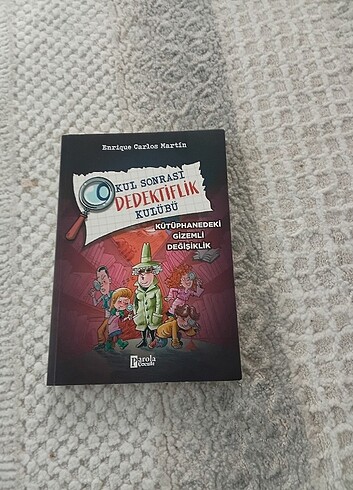 Enrique Carlos Martín
OKUL SONRASI
DEDEKTİFLİK
KULÜBÜ
KÜTÜPHANEDEKİ
GİZEMLİ
DEĞİŞİKLİK
Parola
Çocuk